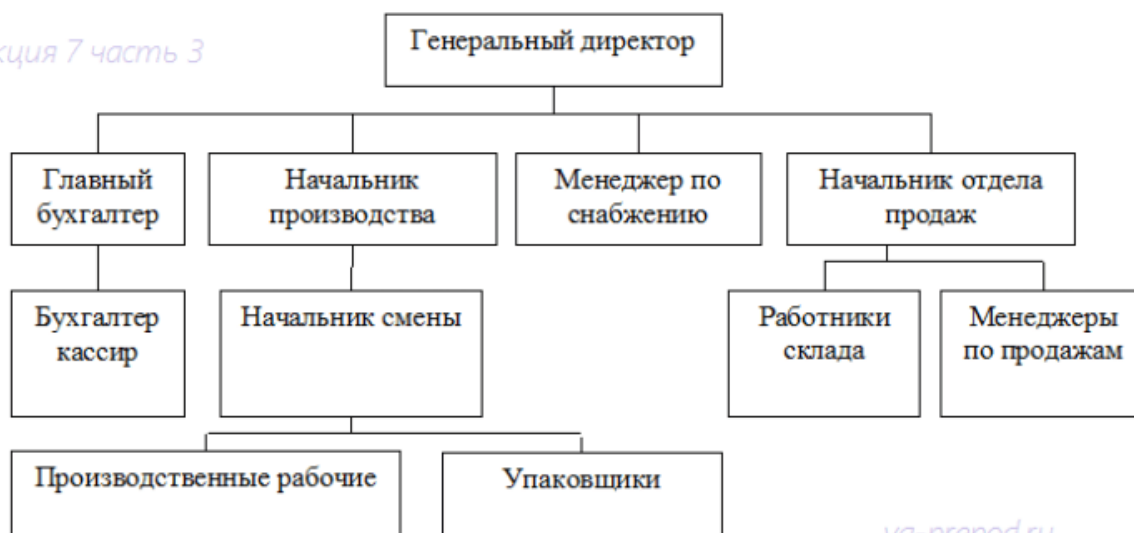 кция 7 часть 3
Генеральный директор
Главный
бухгалтер
Начальник
производства
Менеджер по
снабжению
Начальник отдела
продаж
Бухгалтер
кассир
Начальник смены
Работники
склада
Менеджеры
по продажам
Производственные рабочие
Упаковщики